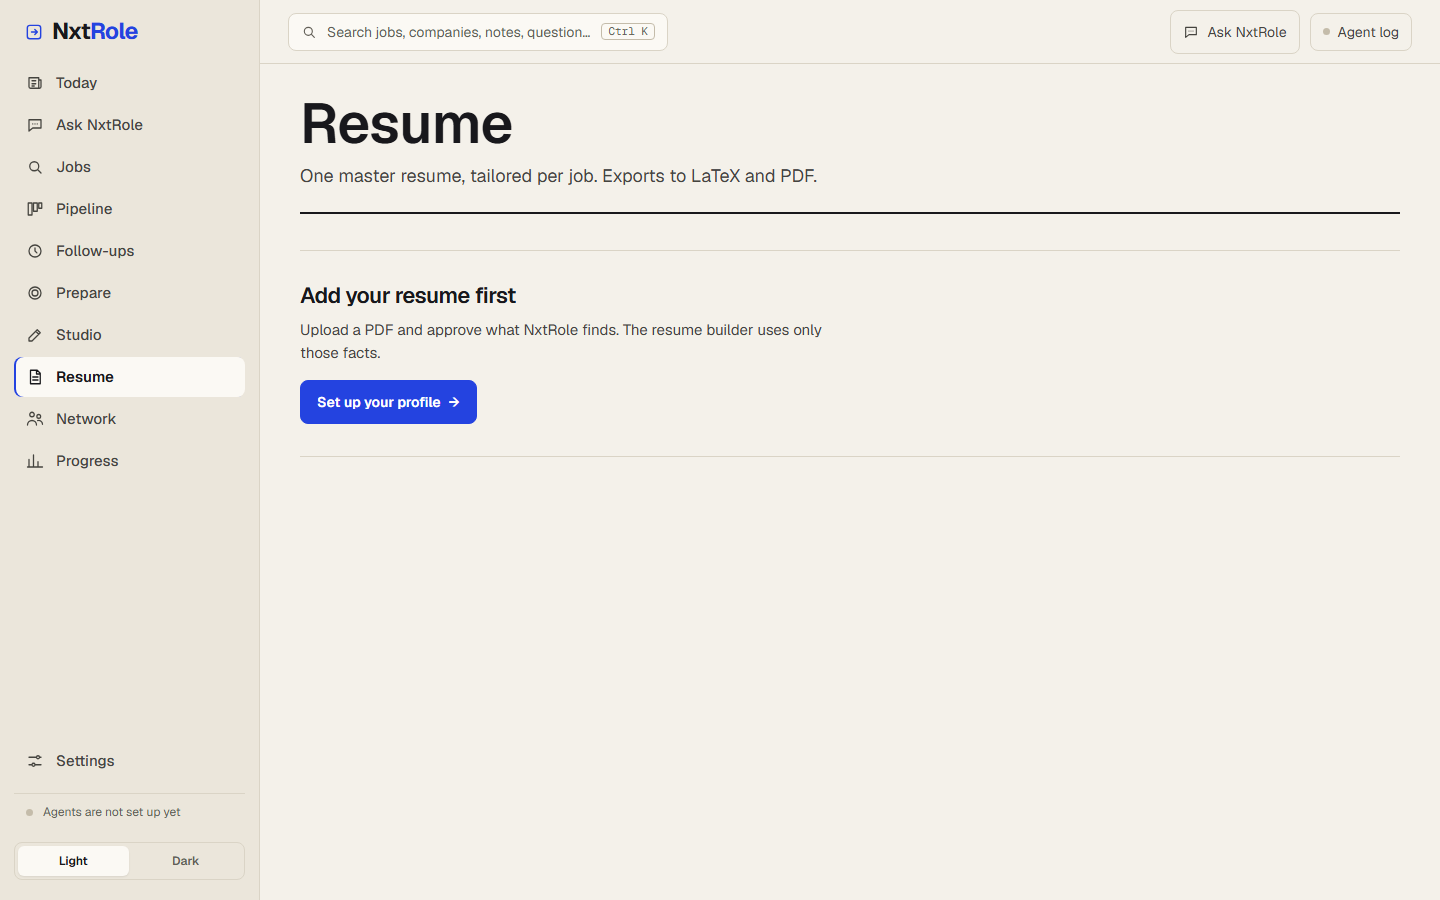 NxtRole
Today
Ask NxtRole
Jobs
Pipeline
Follow-ups
Prepare
Studio
Resume
Network
Progress
Settings
Agents are not set up yet
Light
Dark
Search jobs, companies, notes, question...
Ctrl K
Ask NxtRole
Agent log
Resume
One master resume, tailored per job. Exports to LaTeX and PDF.
Add your resume first
Upload a PDF and approve what NxtRole finds. The resume builder uses only
those facts.
Set up your profile →